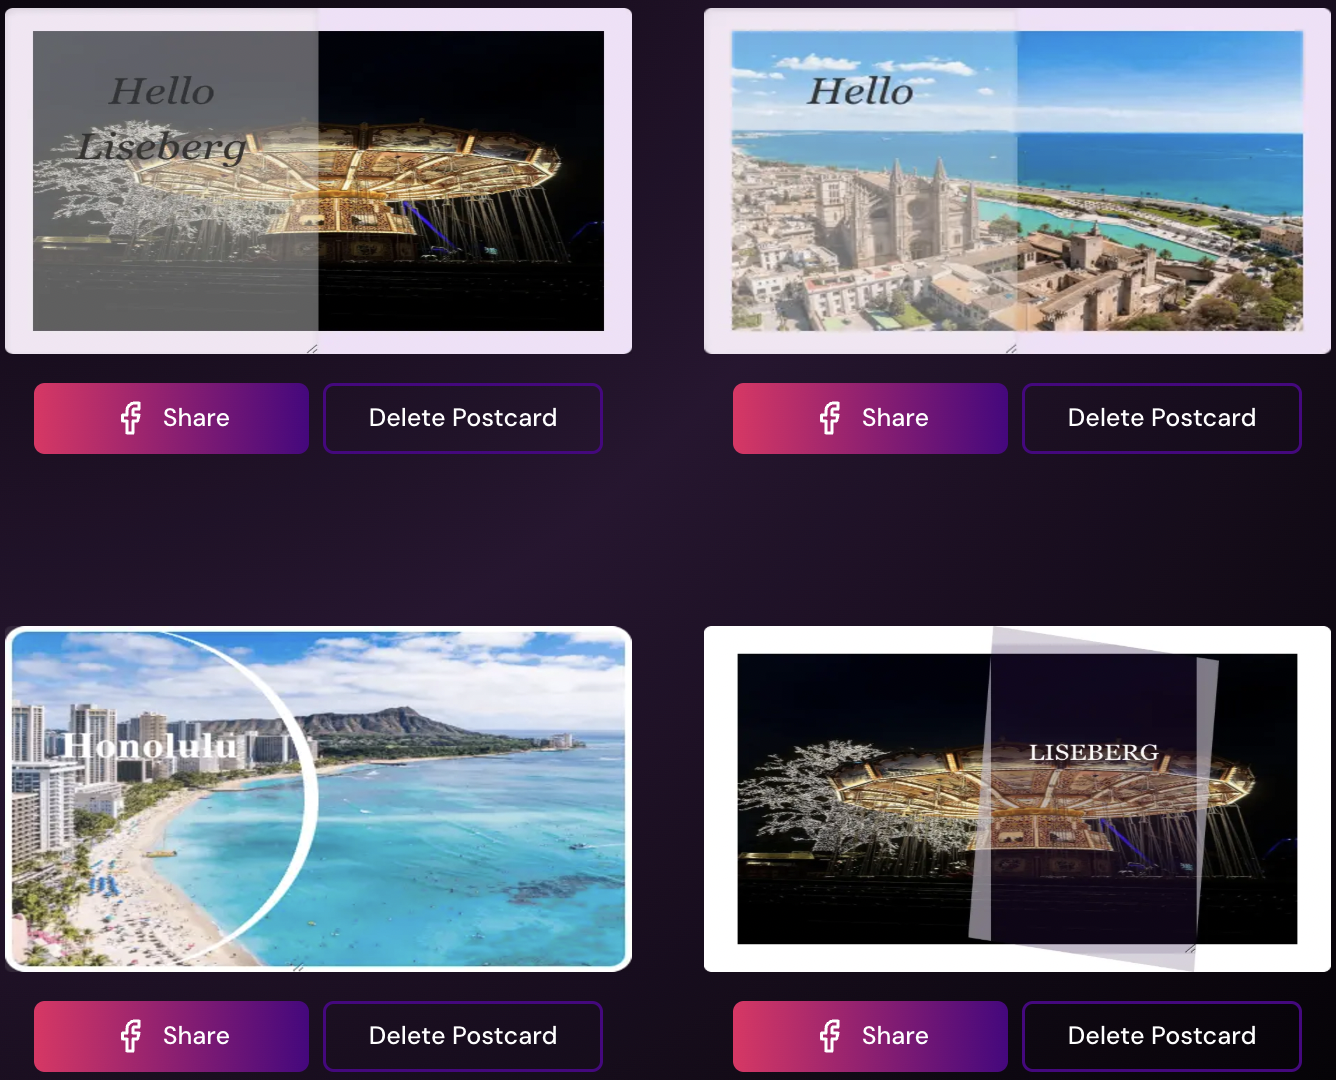 Hello
Liseberg
Hello
Share
Delete Postcard
Share
Delete Postcard
Honolulu
LISEBERG
Share
Delete Postcard
Share
Delete Postcard